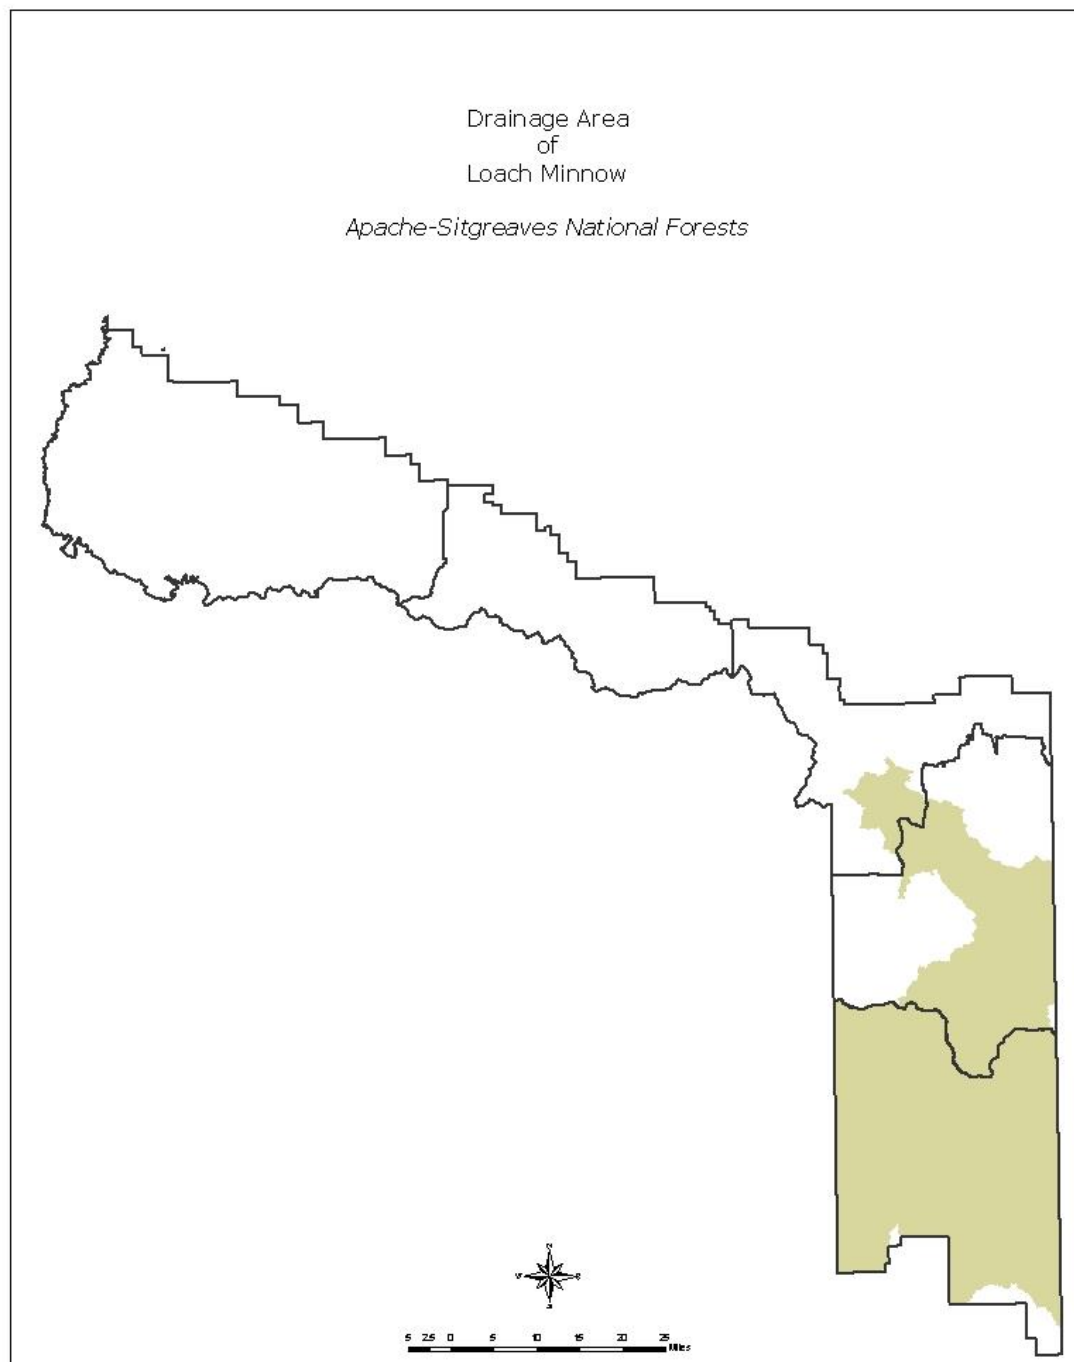 Drainage Area
of
Loach Minnow
Apache-Sitgreaves National Forests
N
W E
S
5 2.5 0 5 10 15 20 25
Miles